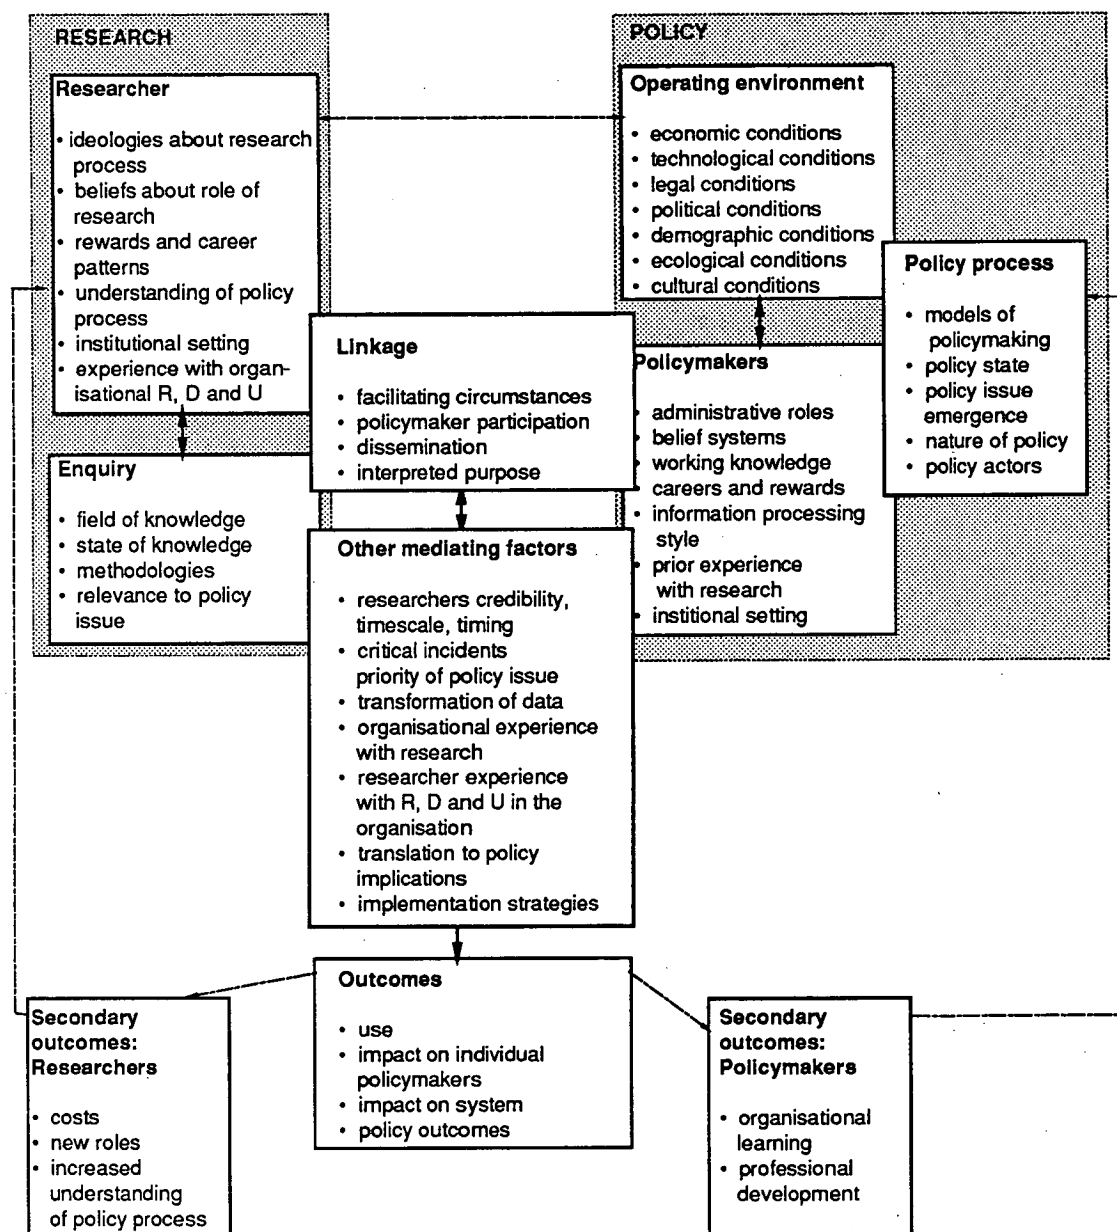 RESEARCH
Researcher
• ideologies about research
process
• beliefs about role of
research
• rewards and career
patterns
• understanding of policy
process
• institutional setting
• experience with organ-
isational R, D and U
Enquiry
• field of knowledge
• state of knowledge
• methodologies
• relevance to policy
issue
Linkage
• facilitating circumstances
• policymaker participation
• dissemination
• interpreted purpose
Other mediating factors
• researchers credibility,
timescale, timing
• critical incidents
priority of policy issue
• transformation of data
• organisational experience
with research
• researcher experience
with R, D and U in the
organisation
• translation to policy
implications
• implementation strategies
POLICY
Operating environment
• economic conditions
• technological conditions
• legal conditions
• political conditions
• demographic conditions
• ecological conditions
• cultural conditions
Policymakers
• administrative roles
• belief systems
• working knowledge
• careers and rewards
• information processing
style
• prior experience
with research
• institional setting
Policy process
• models of
policymaking
• policy state
• policy issue
emergence
• nature of policy
• policy actors
Outcomes
• use
• impact on individual
policymakers
• impact on system
• policy outcomes
Secondary
outcomes:
Researchers
• costs
• new roles
• increased
understanding
of policy process
Secondary
outcomes:
Policymakers
• organisational
learning
• professional
development